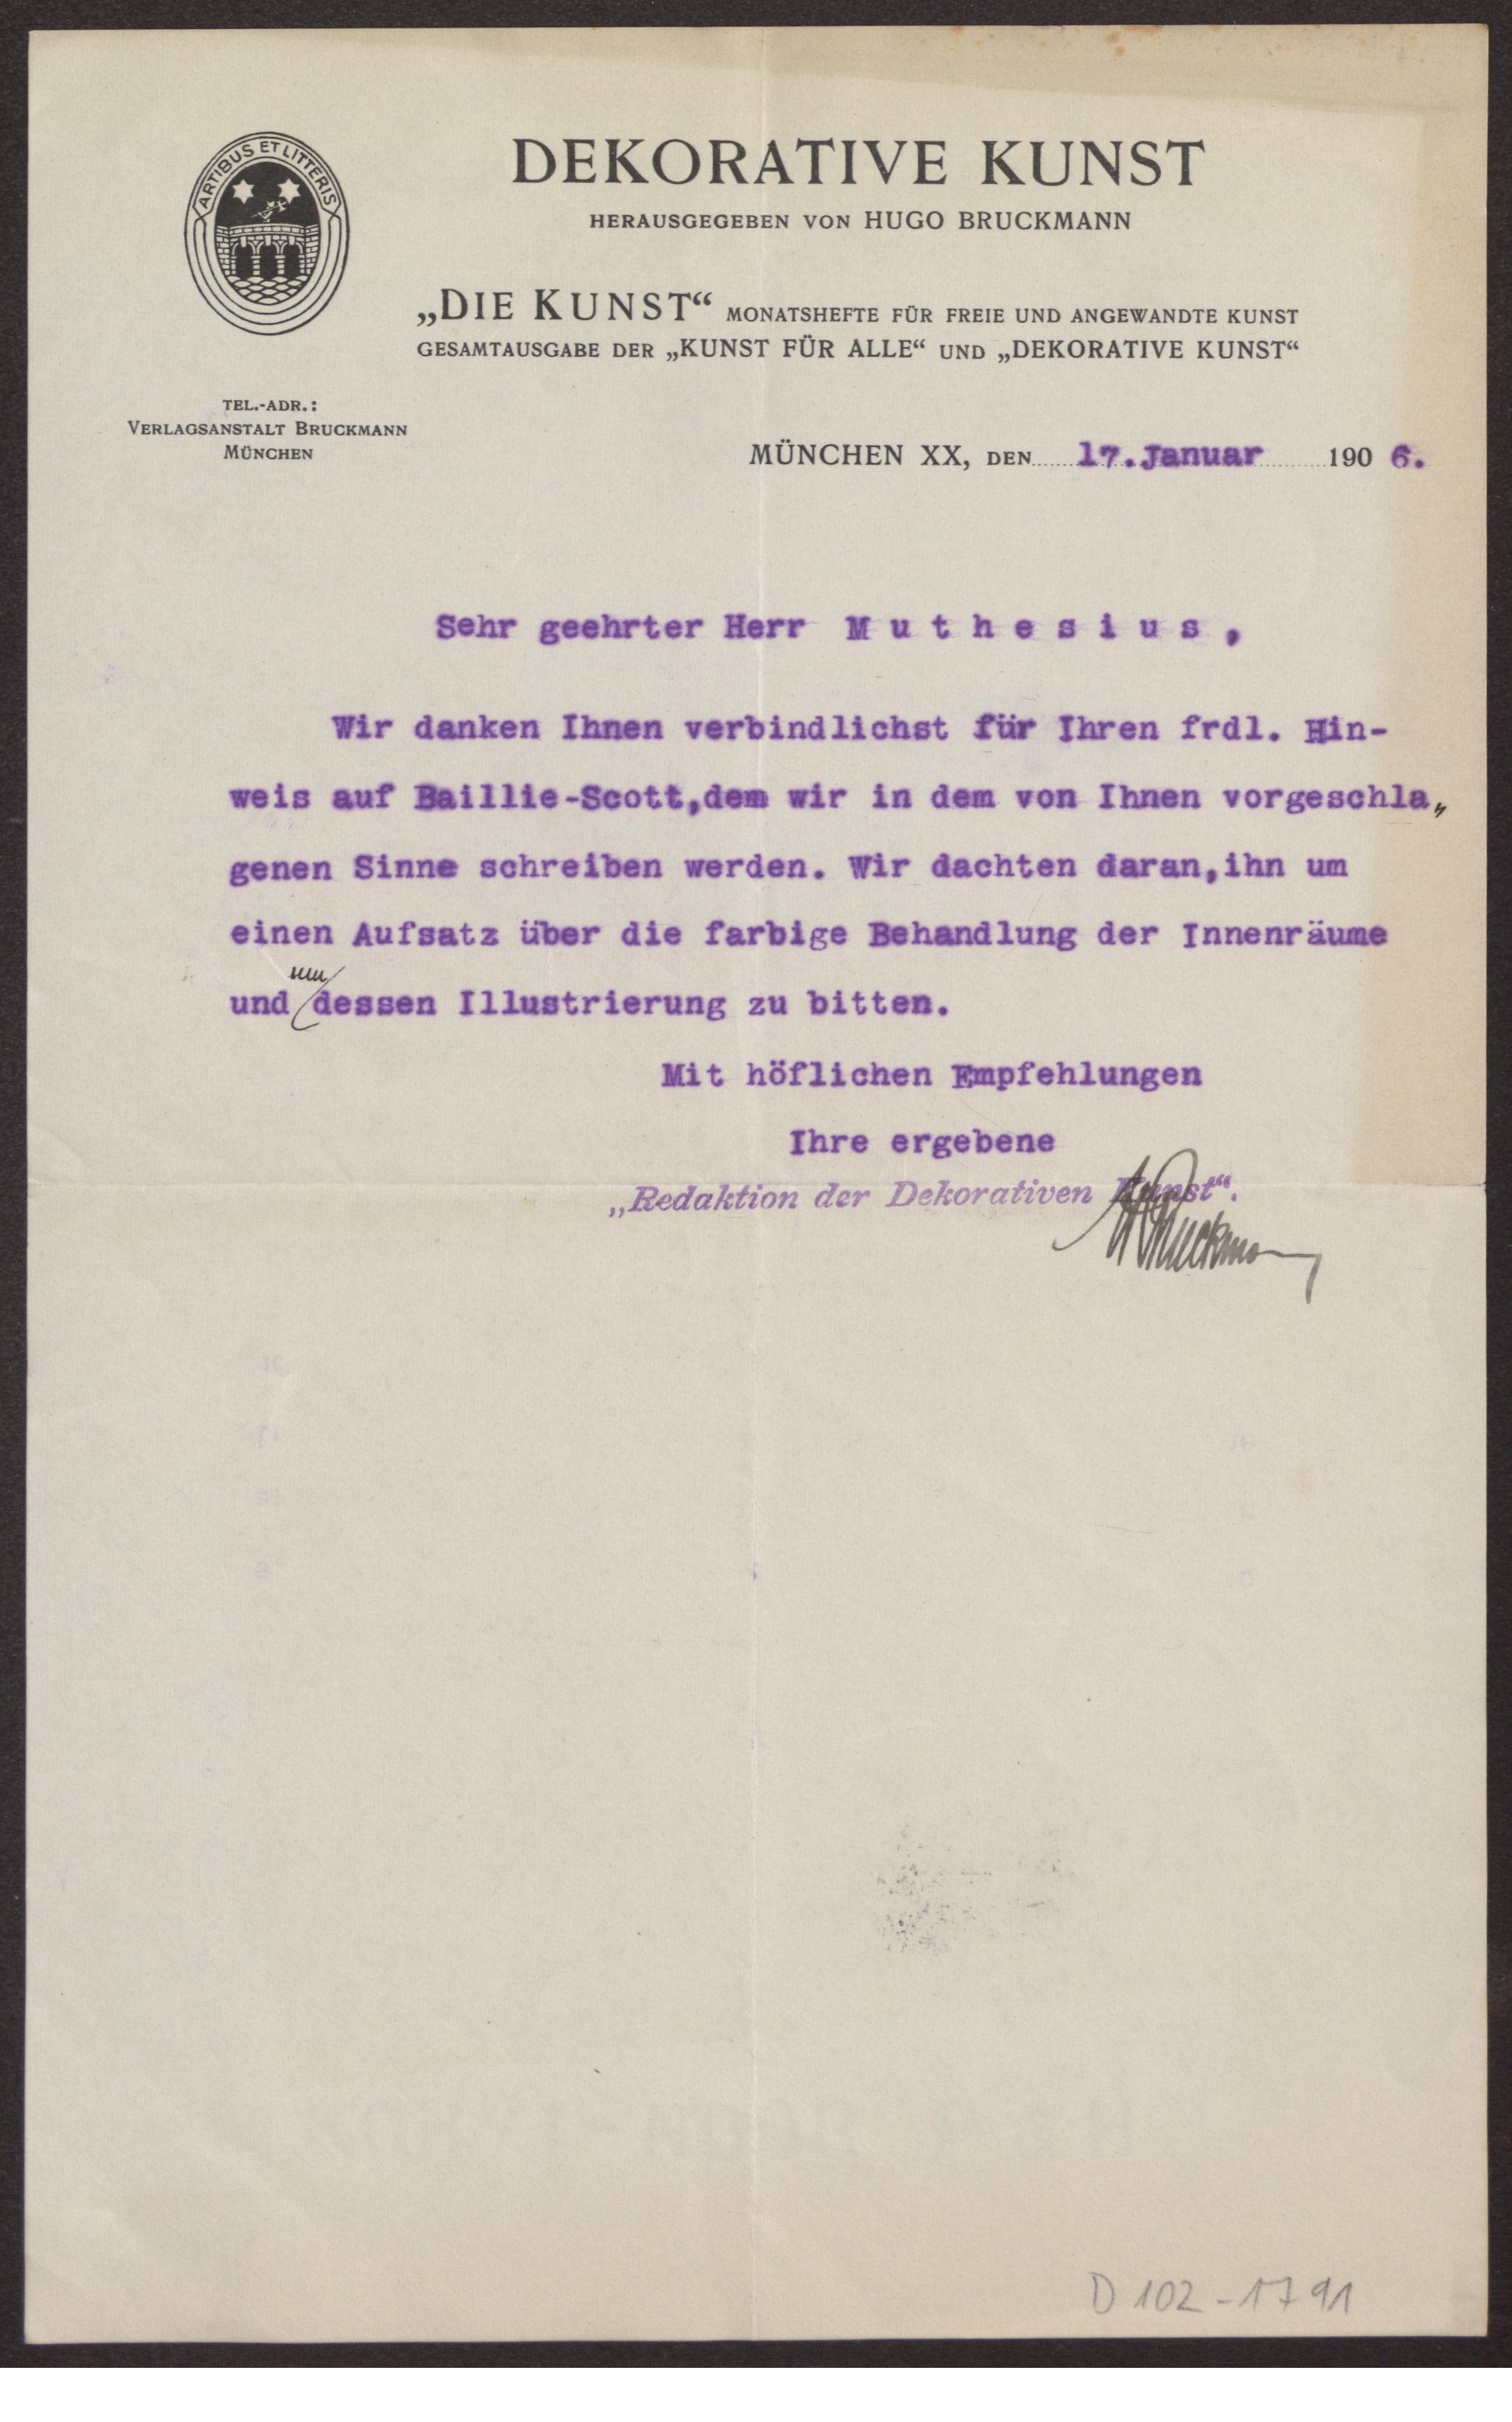 ARTIBUS ET LITTERIS
DEKORATIVE KUNST
HERAUSGEGEBEN VON HUGO BRUCKMANN
„DIE KUNST“ MONATSHEFTE FÜR FREIE UND ANGEWANDTE KUNST
GESAMTAUSGABE DER „KUNST FÜR ALLE“ UND „DEKORATIVE KUNST“
TEL.-ADR.:
VERLAGSANSTALT BRUCKMANN
MÜNCHEN
MÜNCHEN XX, DEN 17.Januar 190 6.
Sehr geehrter Herr M u t h e s i u s ,
Wir danken Ihnen verbindlichst für Ihren frdl. Hin-
weis auf Baillie-Scott,dem wir in dem von Ihnen vorgeschla„
genen Sinne schreiben werden. Wir dachten daran,ihn um
einen Aufsatz über die farbige Behandlung der Innenräume
und um dessen Illustrierung zu bitten.
Mit höflichen Empfehlungen
Ihre ergebene
„Redaktion der Dekorativen Kunst“.
HBruckmann
D 102-1791